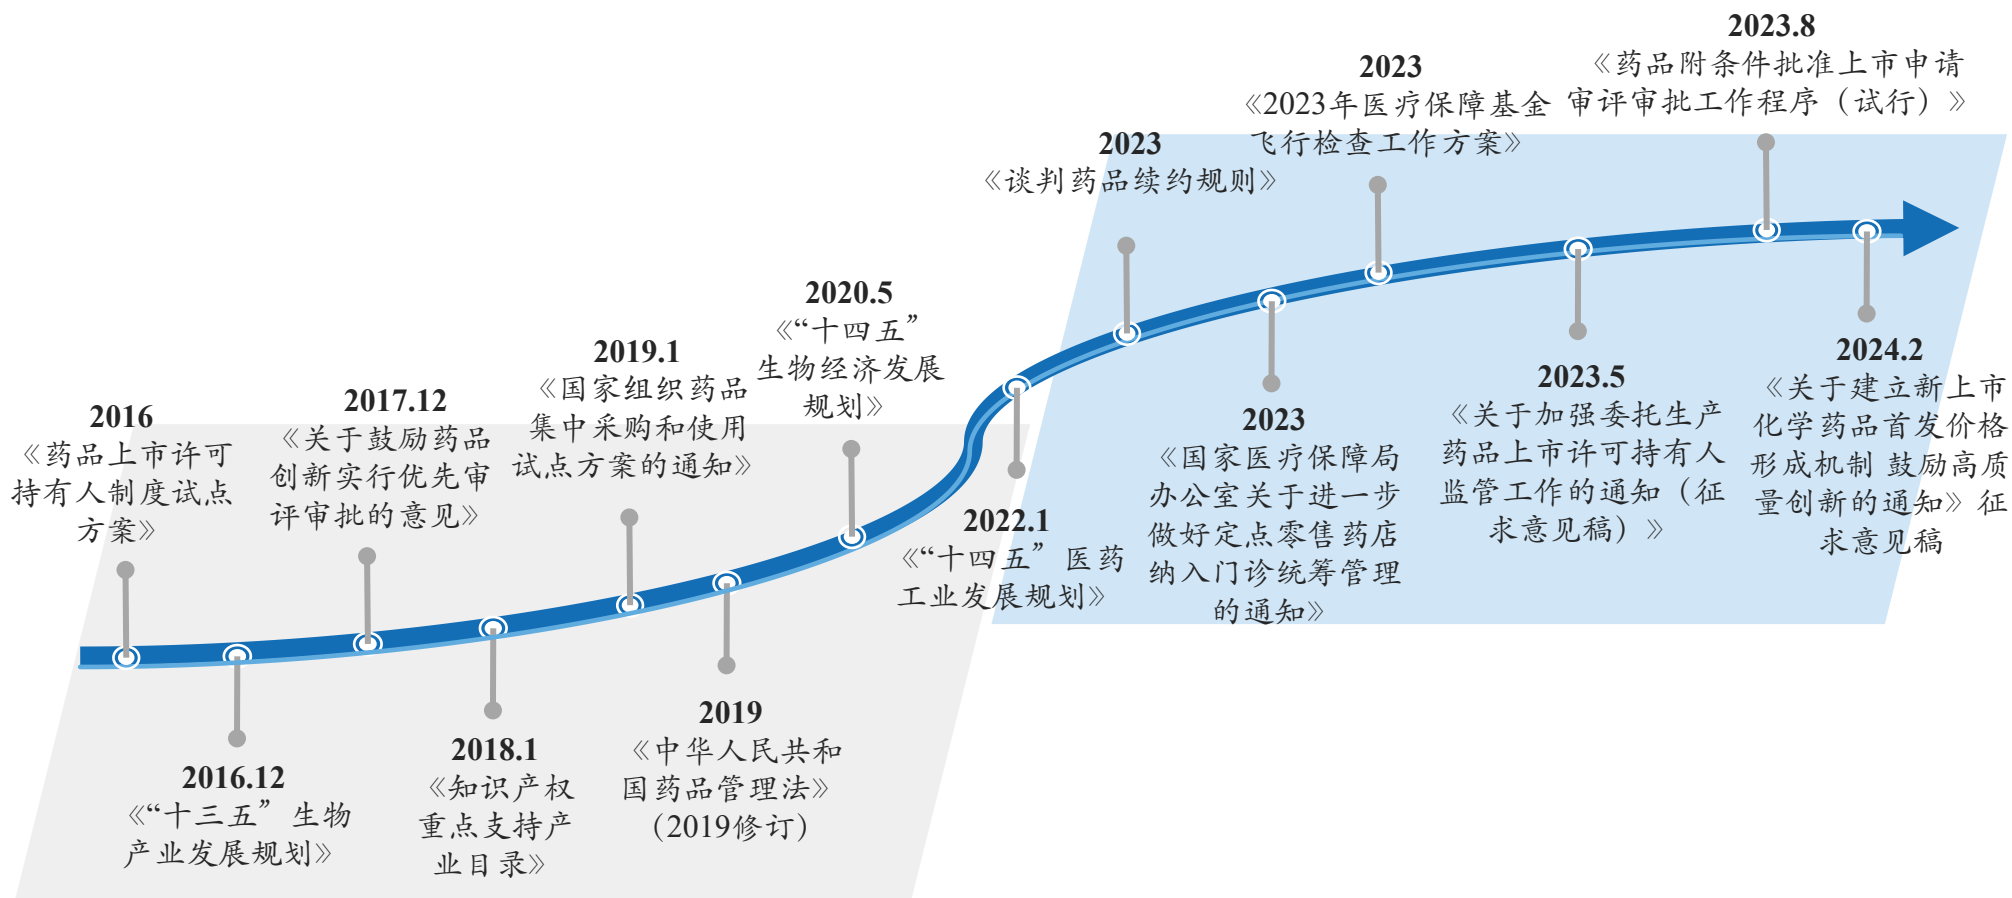 2016
《药品上市许可
持有人制度试点
方案》
2016.12
《“十三五”生物
产业发展规划》
2017.12
《关于鼓励药品
创新实行优先审
评审批的意见》
2018.1
《知识产权
重点支持产
业目录》
2019.1
《国家组织药品
集中采购和使用
试点方案的通知》
2019
《中华人民共和
国药品管理法》
（2019修订）
2020.5
《“十四五”
生物经济发展
规划》
2022.1
《“十四五”医药
工业发展规划》
2023
《谈判药品续约规则》
2023
《国家医疗保障局
办公室关于进一步
做好定点零售药店
纳入门诊统筹管理
的通知》
2023
《2023年医疗保障基金
飞行检查工作方案》
2023.5
《关于加强委托生产
药品上市许可持有人
监管工作的通知（征
求意见稿）》
2023.8
《药品附条件批准上市申请
审评审批工作程序（试行）》
2024.2
《关于建立新上市
化学药品首发价格
形成机制 鼓励高质
量创新的通知》征
求意见稿